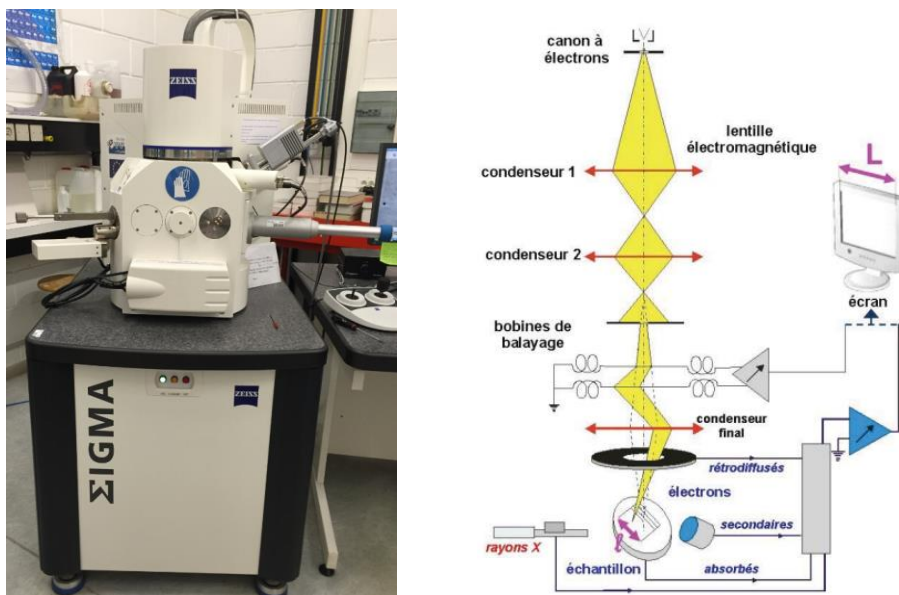 ZEISS
ΣIGMA
ZEISS
canon à
électrons
lentille
électromagnétique
L
condenseur 1
condenseur 2
écran
bobines de
balayage
condenseur
final
rétrodiffusés
électrons
secondaires
rayons X
ℓ
échantillon
absorbés